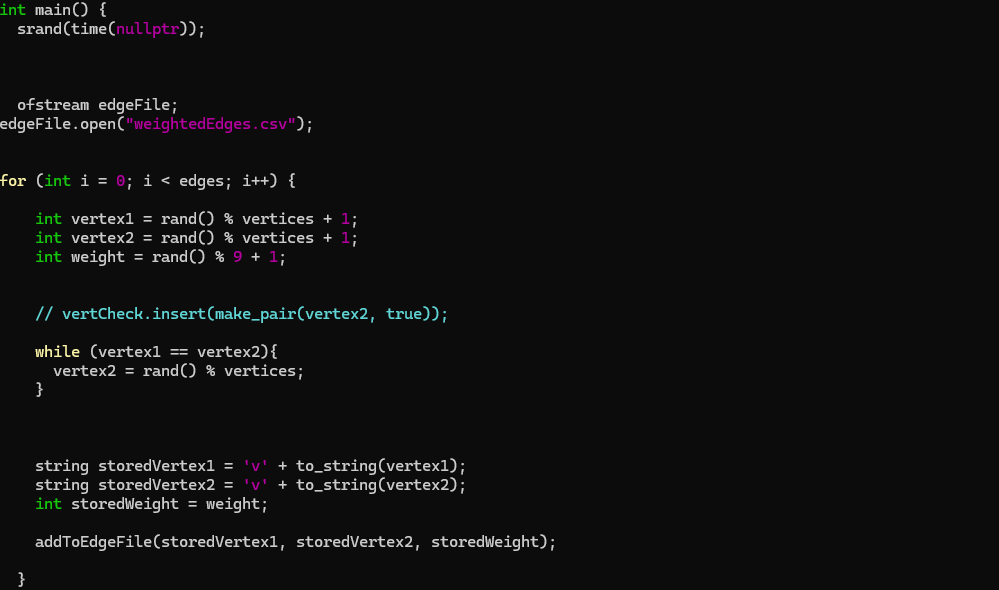 int main() {
  srand(time(nullptr));
  ofstream edgeFile;
edgeFile.open("weightedEdges.csv");
for (int i = 0; i < edges; i++) {
    int vertex1 = rand() % vertices + 1;
    int vertex2 = rand() % vertices + 1;
    int weight = rand() % 9 + 1;
    // vertCheck.insert(make_pair(vertex2, true));
    while (vertex1 == vertex2){
      vertex2 = rand() % vertices;
    }
    string storedVertex1 = 'v' + to_string(vertex1);
    string storedVertex2 = 'v' + to_string(vertex2);
    int storedWeight = weight;
    addToEdgeFile(storedVertex1, storedVertex2, storedWeight);
  }